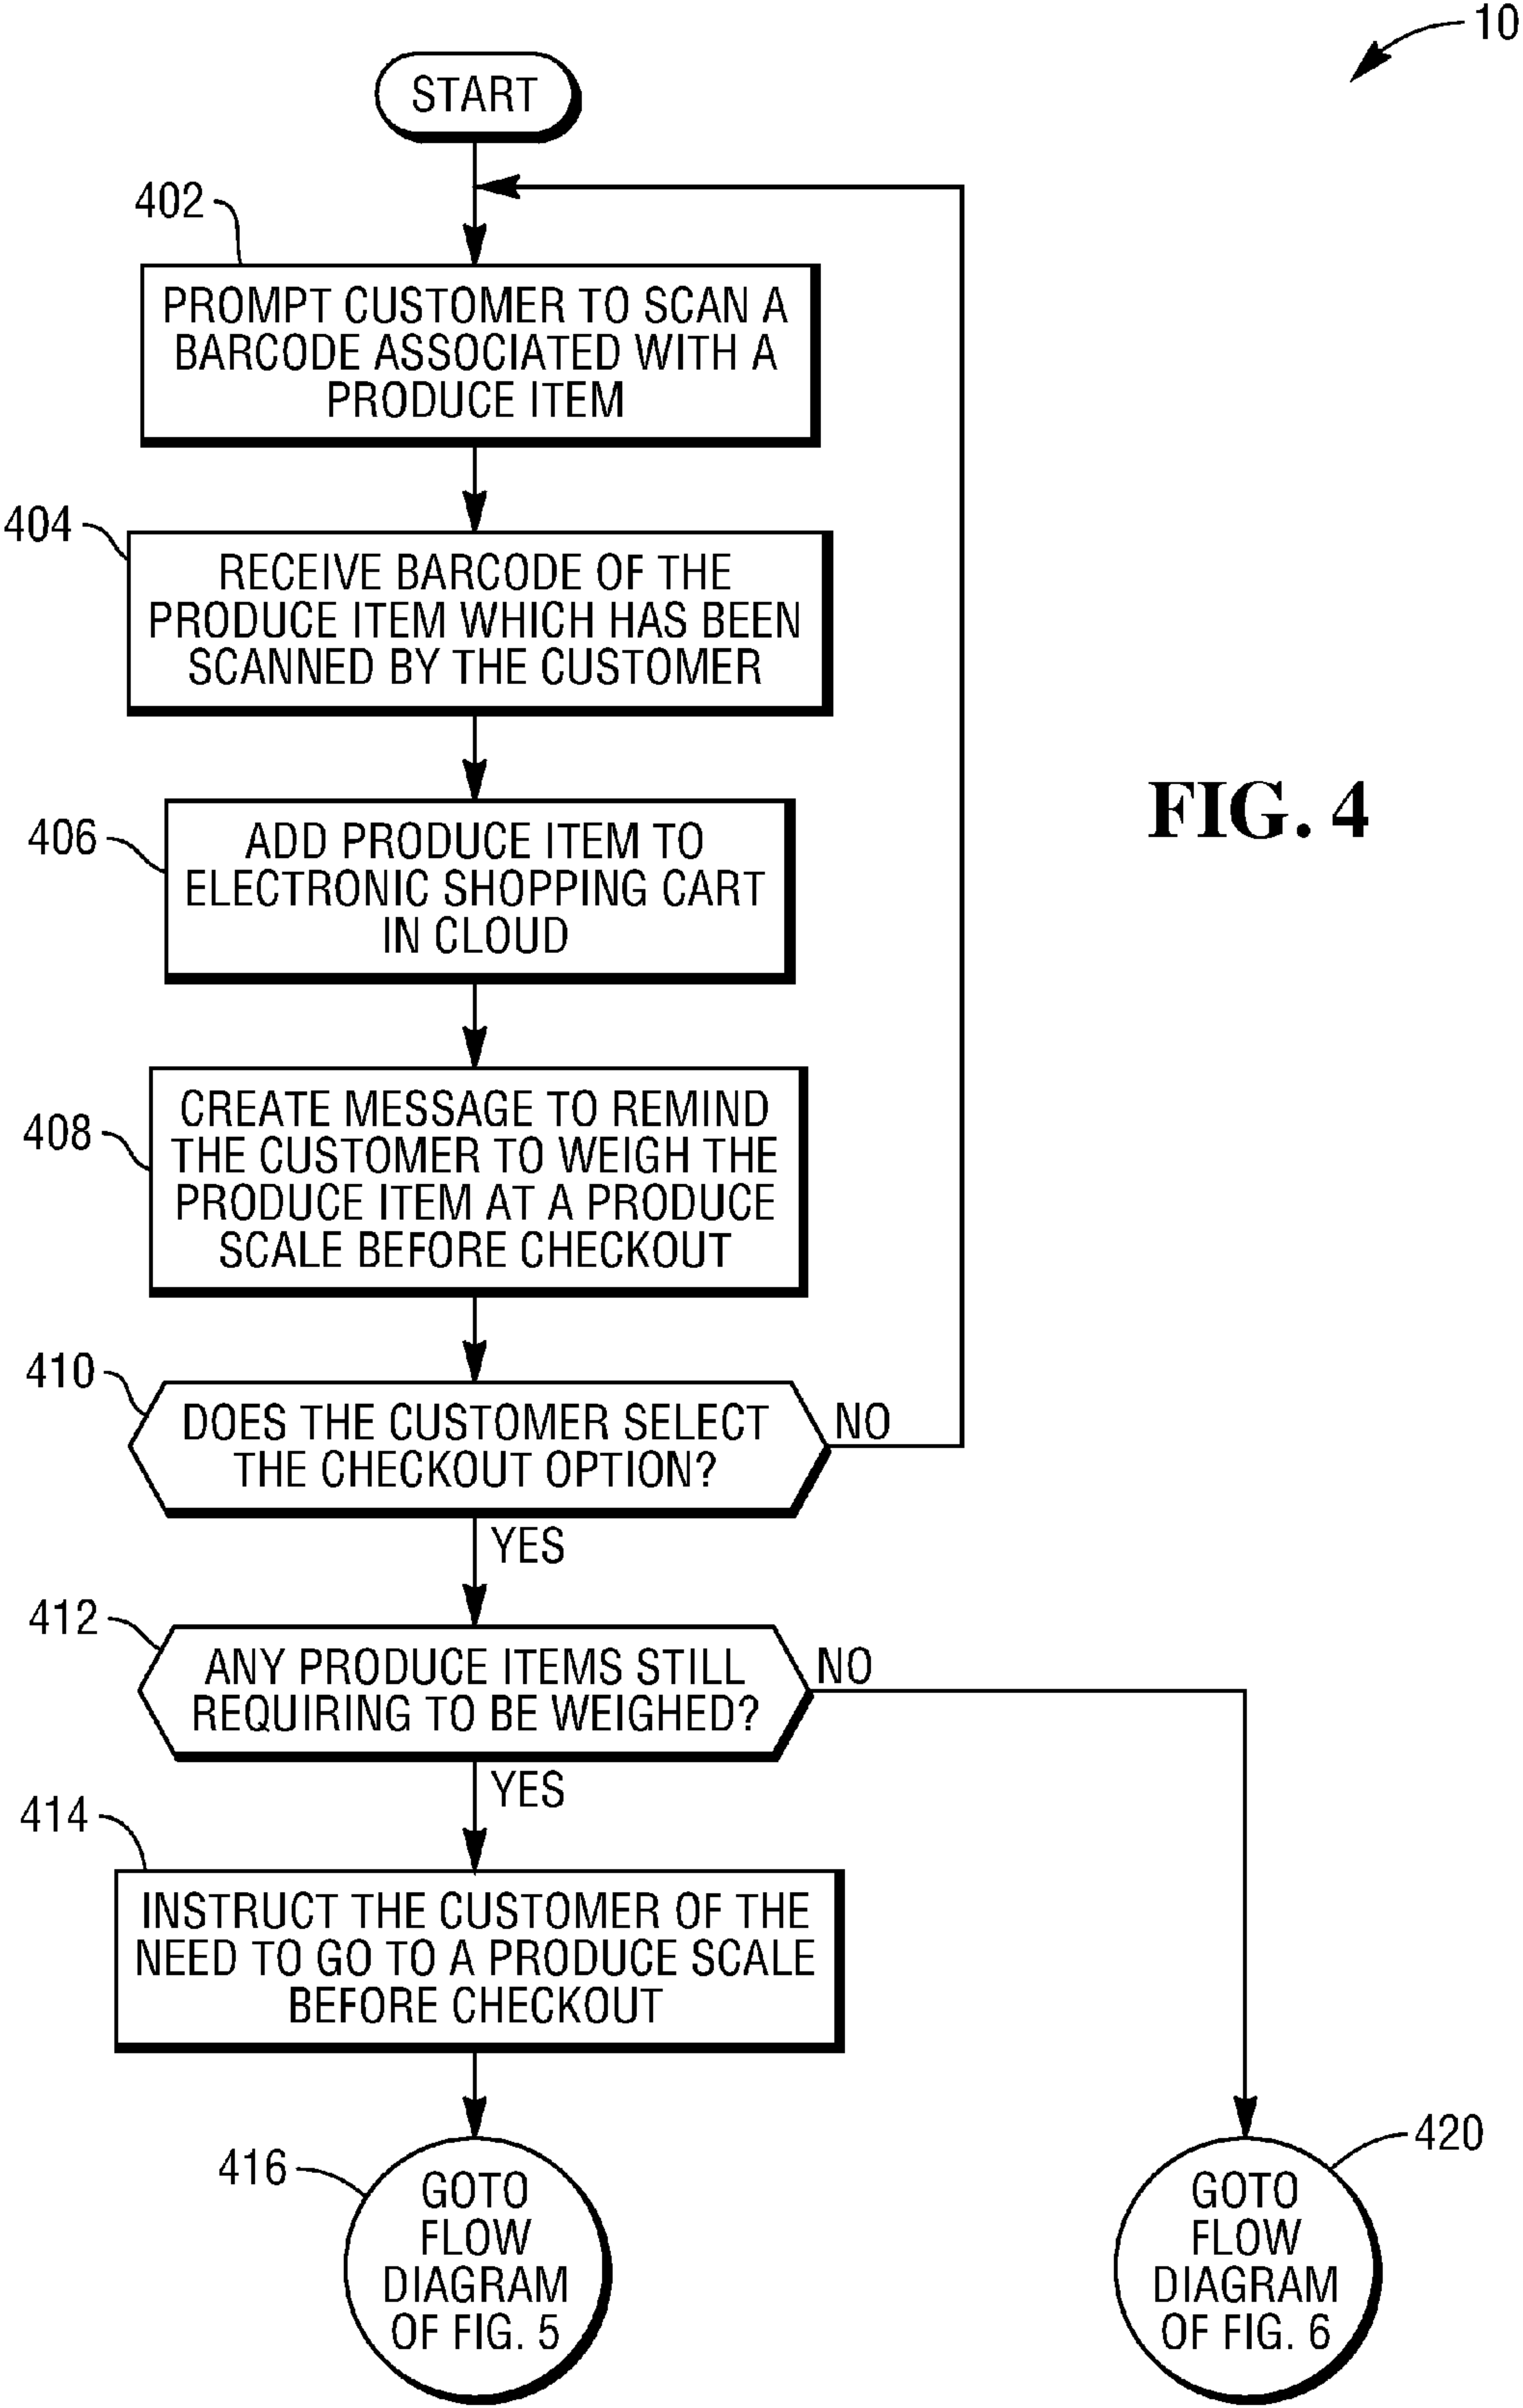 10
START
402
PROMPT CUSTOMER TO SCAN A
BARCODE ASSOCIATED WITH A
PRODUCE ITEM
404
RECEIVE BARCODE OF THE
PRODUCE ITEM WHICH HAS BEEN
SCANNED BY THE CUSTOMER
FIG. 4
406
ADD PRODUCE ITEM TO
ELECTRONIC SHOPPING CART
IN CLOUD
408
CREATE MESSAGE TO REMIND
THE CUSTOMER TO WEIGH THE
PRODUCE ITEM AT A PRODUCE
SCALE BEFORE CHECKOUT
410
DOES THE CUSTOMER SELECT
THE CHECKOUT OPTION?
NO
YES
412
ANY PRODUCE ITEMS STILL
REQUIRING TO BE WEIGHED?
NO
YES
414
INSTRUCT THE CUSTOMER OF THE
NEED TO GO TO A PRODUCE SCALE
BEFORE CHECKOUT
416
GOTO
FLOW
DIAGRAM
OF FIG. 5
420
GOTO
FLOW
DIAGRAM
OF FIG. 6